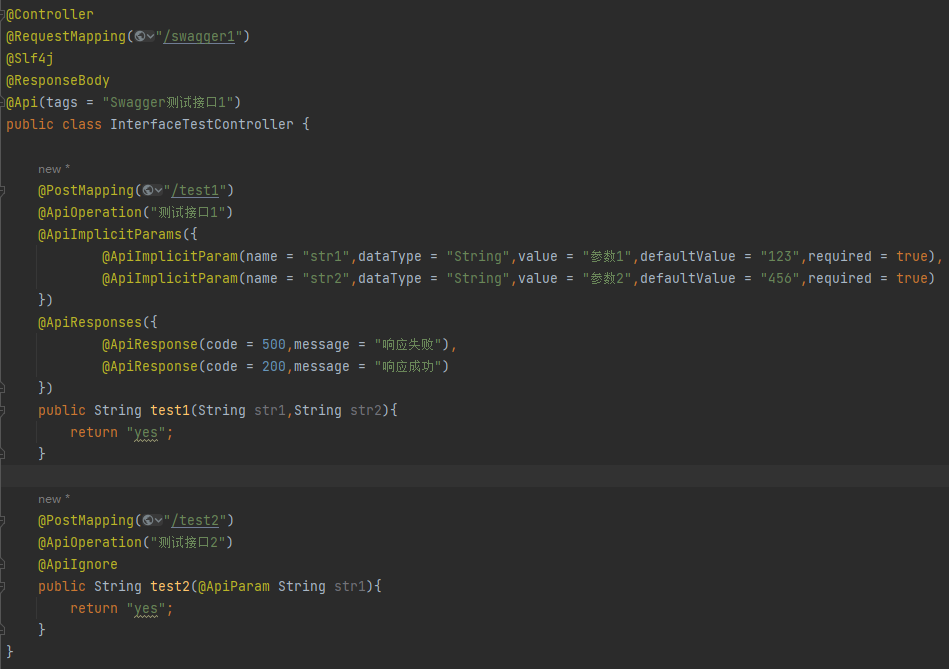 @Controller
@RequestMapping("/swagger1")
@Slf4j
@ResponseBody
@Api(tags = "Swagger测试接口1")
public class InterfaceTestController {
new *
@PostMapping("/test1")
@ApiOperation("测试接口1")
@ApiImplicitParams({
@ApiImplicitParam(name = "str1",dataType = "String",value = "参数1",defaultValue = "123",required = true),
@ApiImplicitParam(name = "str2",dataType = "String",value = "参数2",defaultValue = "456",required = true)
})
@ApiResponses({
@ApiResponse(code = 500,message = "响应失败"),
@ApiResponse(code = 200,message = "响应成功")
})
public String test1(String str1,String str2){
return "yes";
}
new *
@PostMapping("/test2")
@ApiOperation("测试接口2")
@ApiIgnore
public String test2(@ApiParam String str1){
return "yes";
}
}